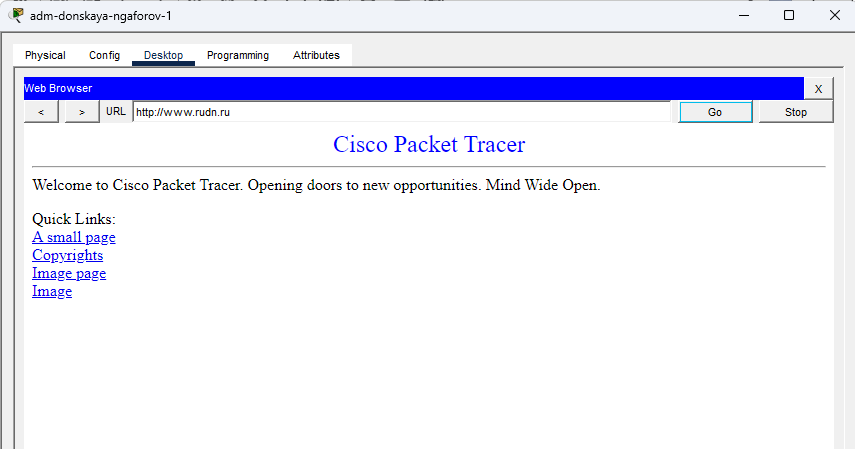 adm-donskaya-ngaforov-1
Physical Config Desktop Programming Attributes
Web Browser X
< > URL http://www.rudn.ru Go Stop
Cisco Packet Tracer
Welcome to Cisco Packet Tracer. Opening doors to new opportunities. Mind Wide Open.
Quick Links:
A small page
Copyrights
Image page
Image